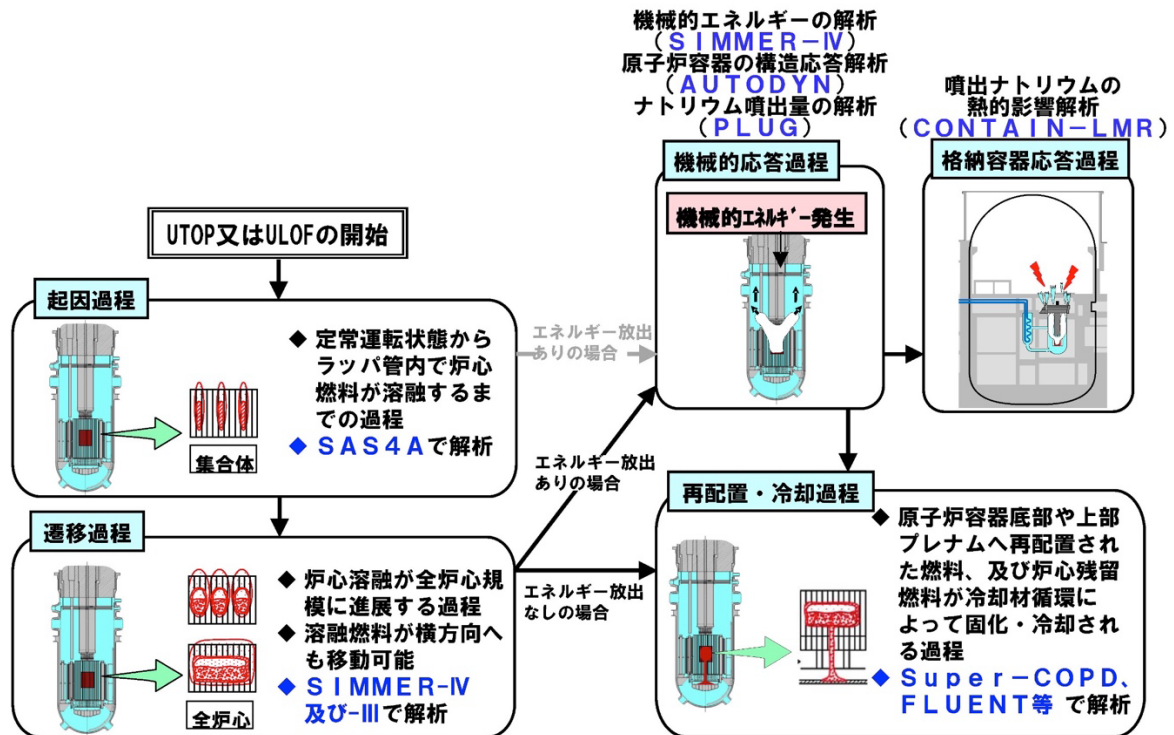 機械的エネルギーの解析
（ＳＩＭＭＥＲ－Ⅳ）
原子炉容器の構造応答解析
（ＡＵＴＯＤＹＮ）
ナトリウム噴出量の解析
（ＰＬＵＧ）
噴出ナトリウムの
熱的影響解析
（ＣＯＮＴＡＩＮ－ＬＭＲ）
機械的応答過程
機械的ｴﾈﾙｷﾞｰ発生
格納容器応答過程
UTOP又はULOFの開始
起因過程
◆ 定常運転状態から
ラッパ管内で炉心
燃料が溶融するま
での過程
◆ ＳＡＳ４Ａで解析
集合体
エネルギー放出
ありの場合
エネルギー放出
ありの場合
エネルギー放出
なしの場合
遷移過程
◆ 炉心溶融が全炉心規
模に進展する過程
◆ 溶融燃料が横方向へ
も移動可能
◆ ＳＩＭＭＥＲ-Ⅳ
及び-Ⅲで解析
全炉心
再配置・冷却過程
◆ 原子炉容器底部や上部
プレナムへ再配置され
た燃料、及び炉心残留
燃料が冷却材循環に
よって固化・冷却され
る過程
◆ Ｓｕｐｅｒ－ＣＯＰＤ、
ＦＬＵＥＮＴ等 で解析